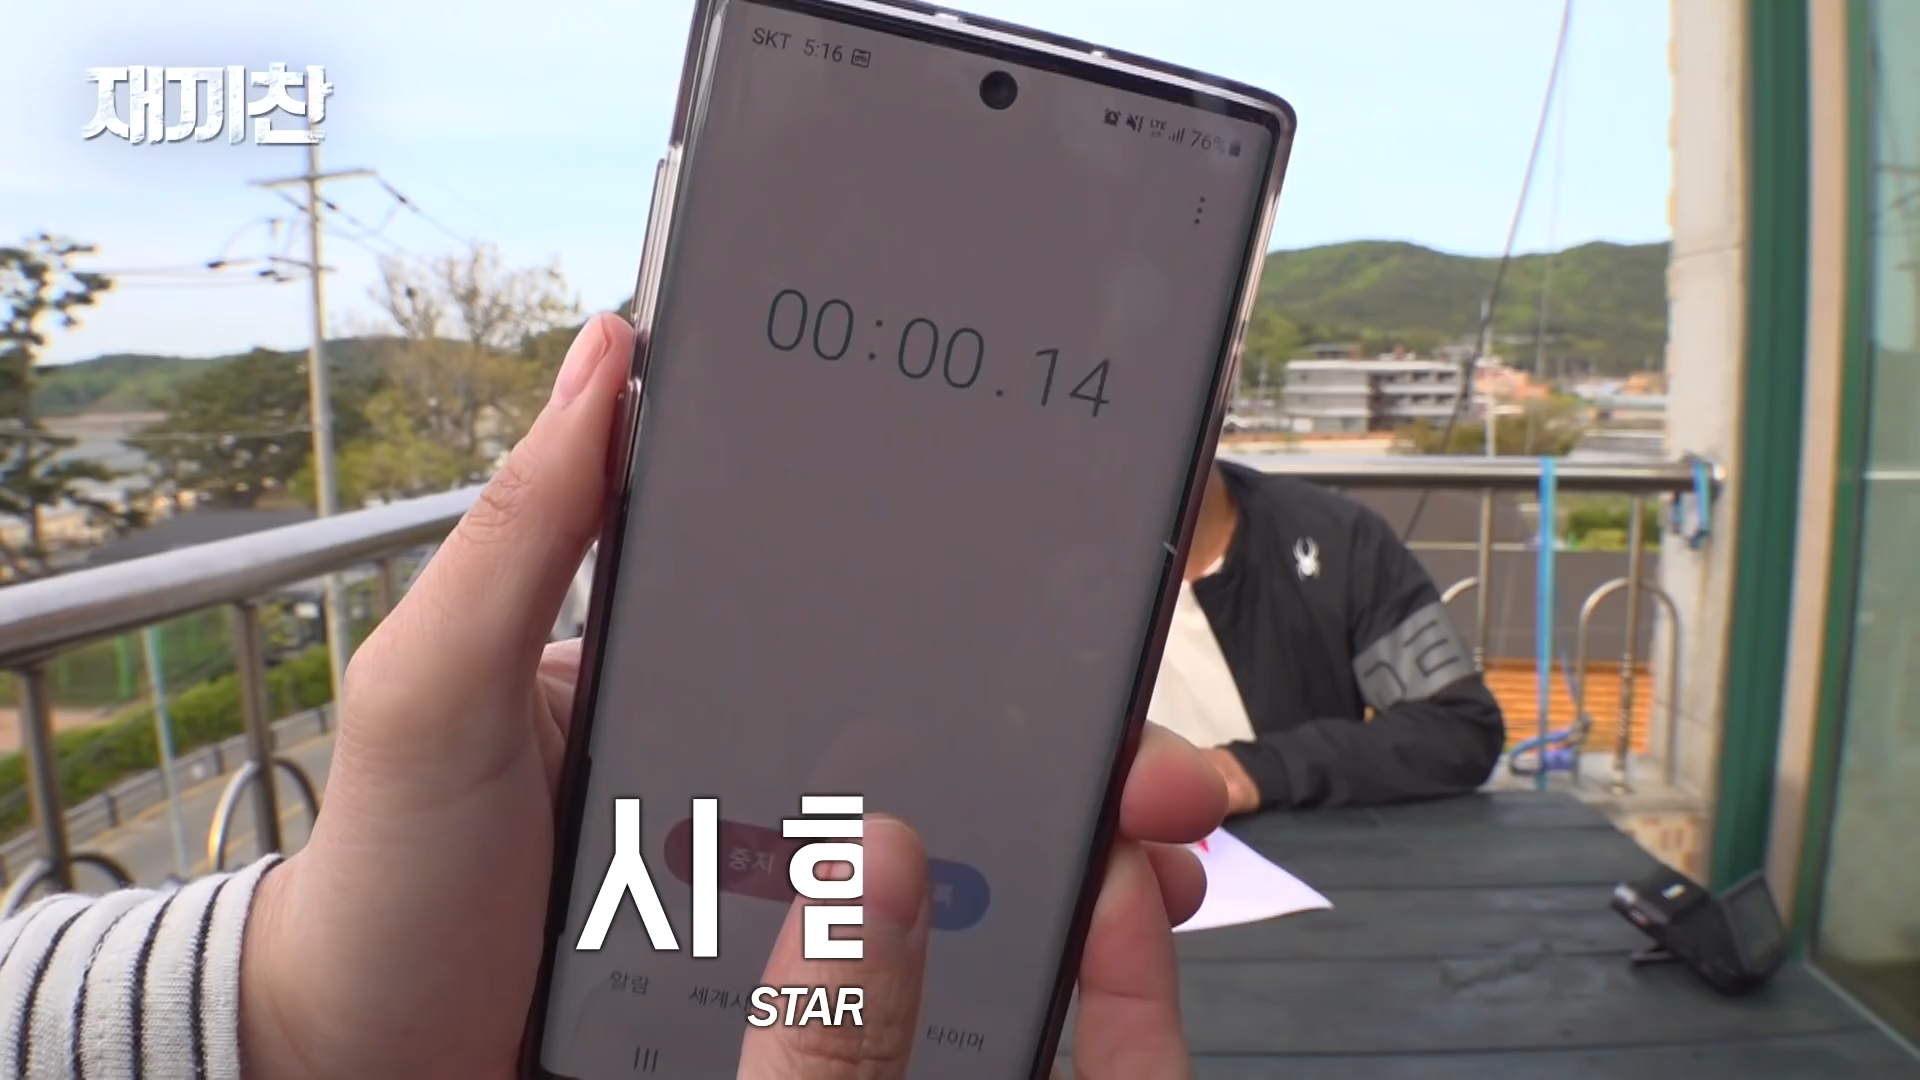 재끼찬
SKT 5:16
LTE 76%
00:00.14
중지
시험
STAR
알림
세계시
타이머